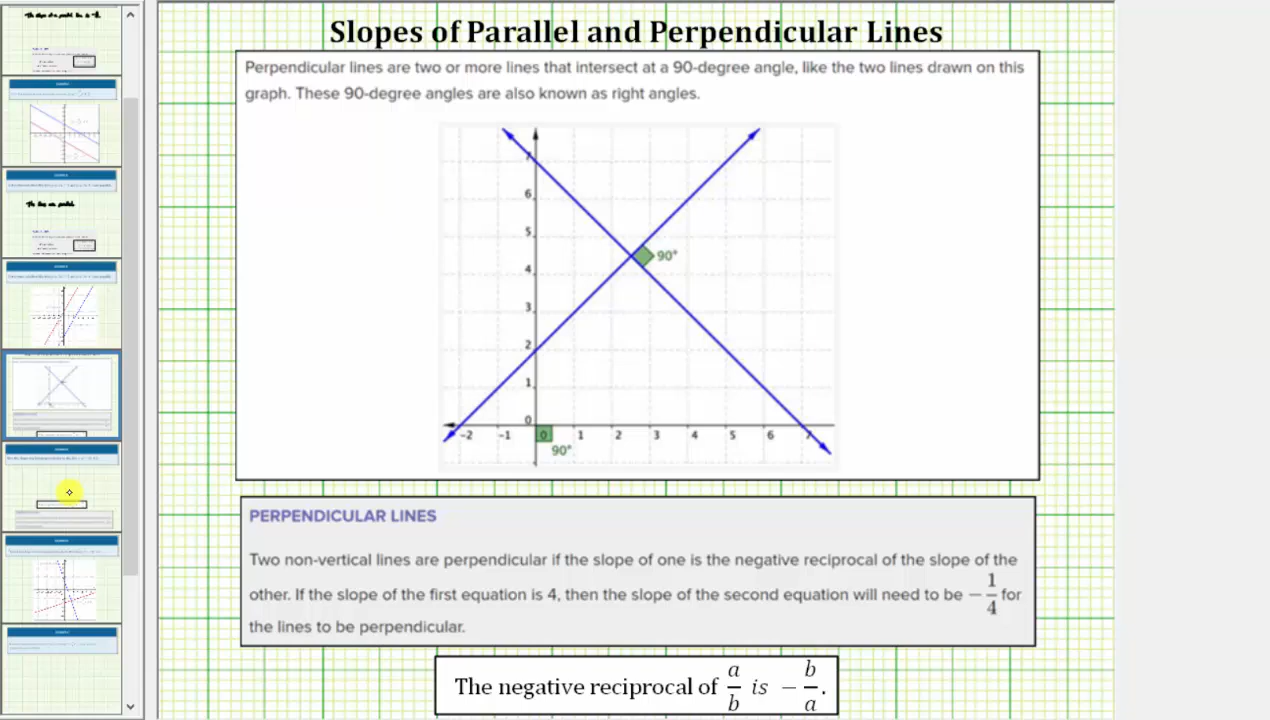 Slopes of Parallel and Perpendicular Lines
Perpendicular lines are two or more lines that intersect at a 90-degree angle, like the two lines drawn on this
graph. These 90-degree angles are also known as right angles.
7
6
5
4
3
2
1
0
90°
-2 -1 0 1 2 3 4 5 6 7
90°
PERPENDICULAR LINES
Two non-vertical lines are perpendicular if the slope of one is the negative reciprocal of the slope of the
other. If the slope of the first equation is 4, then the slope of the second equation will need to be -1/4 for
the lines to be perpendicular.
The negative reciprocal of a/b is -b/a.
The lines are parallel.